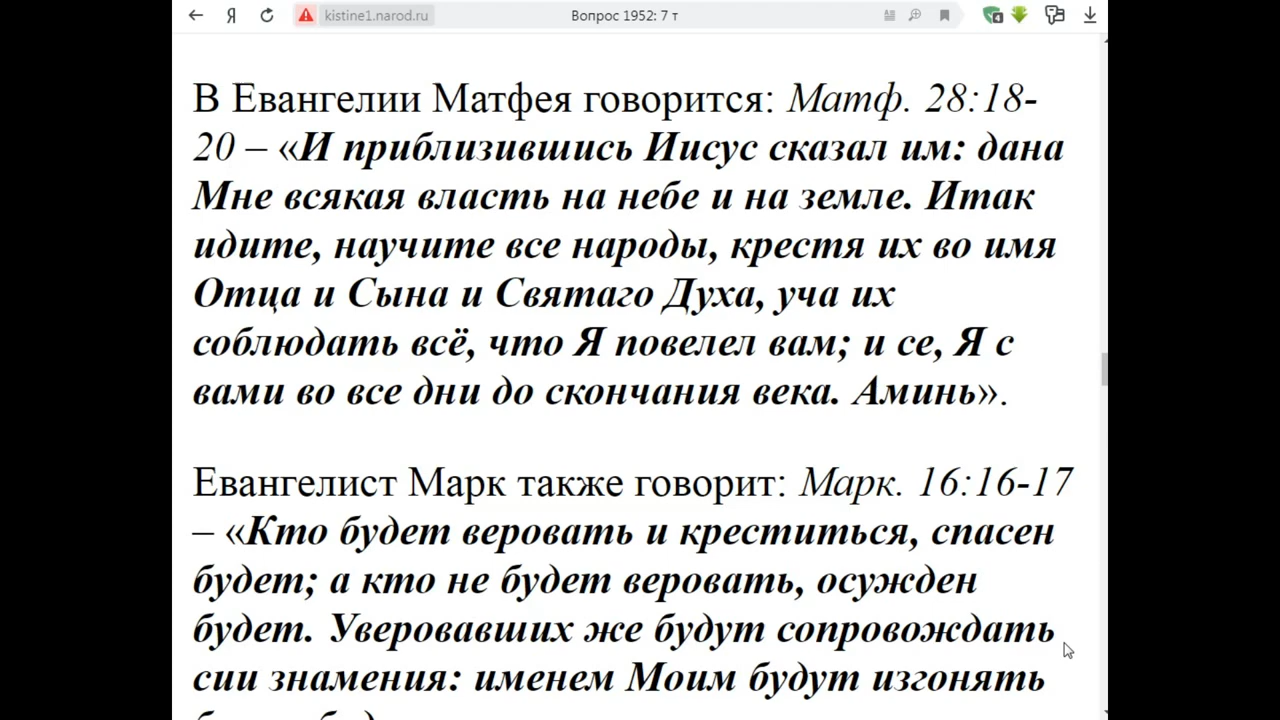 kistine1.narod.ru
Вопрос 1952: 7 т
4
В Евангелии Матфея говорится: Матф. 28:18-
20 – «И приблизившись Иисус сказал им: дана
Мне всякая власть на небе и на земле. Итак
идите, научите все народы, крестя их во имя
Отца и Сына и Святаго Духа, уча их
соблюдать всё, что Я повелел вам; и се, Я с
вами во все дни до скончания века. Аминь».
Евангелист Марк также говорит: Марк. 16:16-17
– «Кто будет веровать и креститься, спасен
будет; а кто не будет веровать, осужден
будет. Уверовавших же будут сопровождать
сии знамения: именем Моим будут изгонять